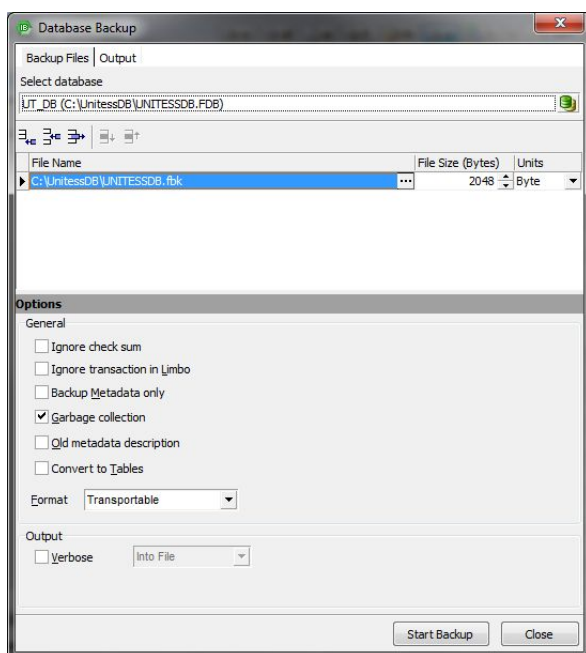 Database Backup
Backup Files Output
Select database
UT_DB (C:\UnitessDB\UNITESSDB.FDB)
File Name File Size (Bytes) Units
C:\UnitessDB\UNITESSDB.fbk ... 2048 Byte
Options
General
Ignore check sum
Ignore transaction in Limbo
Backup Metadata only
Garbage collection
Old metadata description
Convert to Tables
Format Transportable
Output
Verbose Into File
Start Backup Close